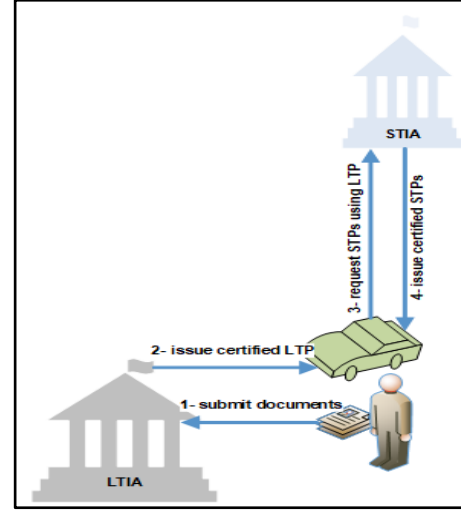 STIA
3- request STPs using LTP
4- issue certified STPs
2- issue certified LTP
1- submit documents
LTIA